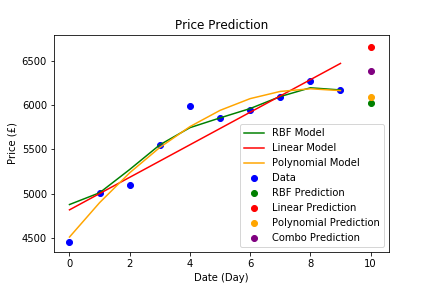 Price Prediction
6500
6000
5500
5000
4500
Price (£)
RBF Model
Linear Model
Polynomial Model
Data
RBF Prediction
Linear Prediction
Polynomial Prediction
Combo Prediction
0 2 4 6 8 10
Date (Day)